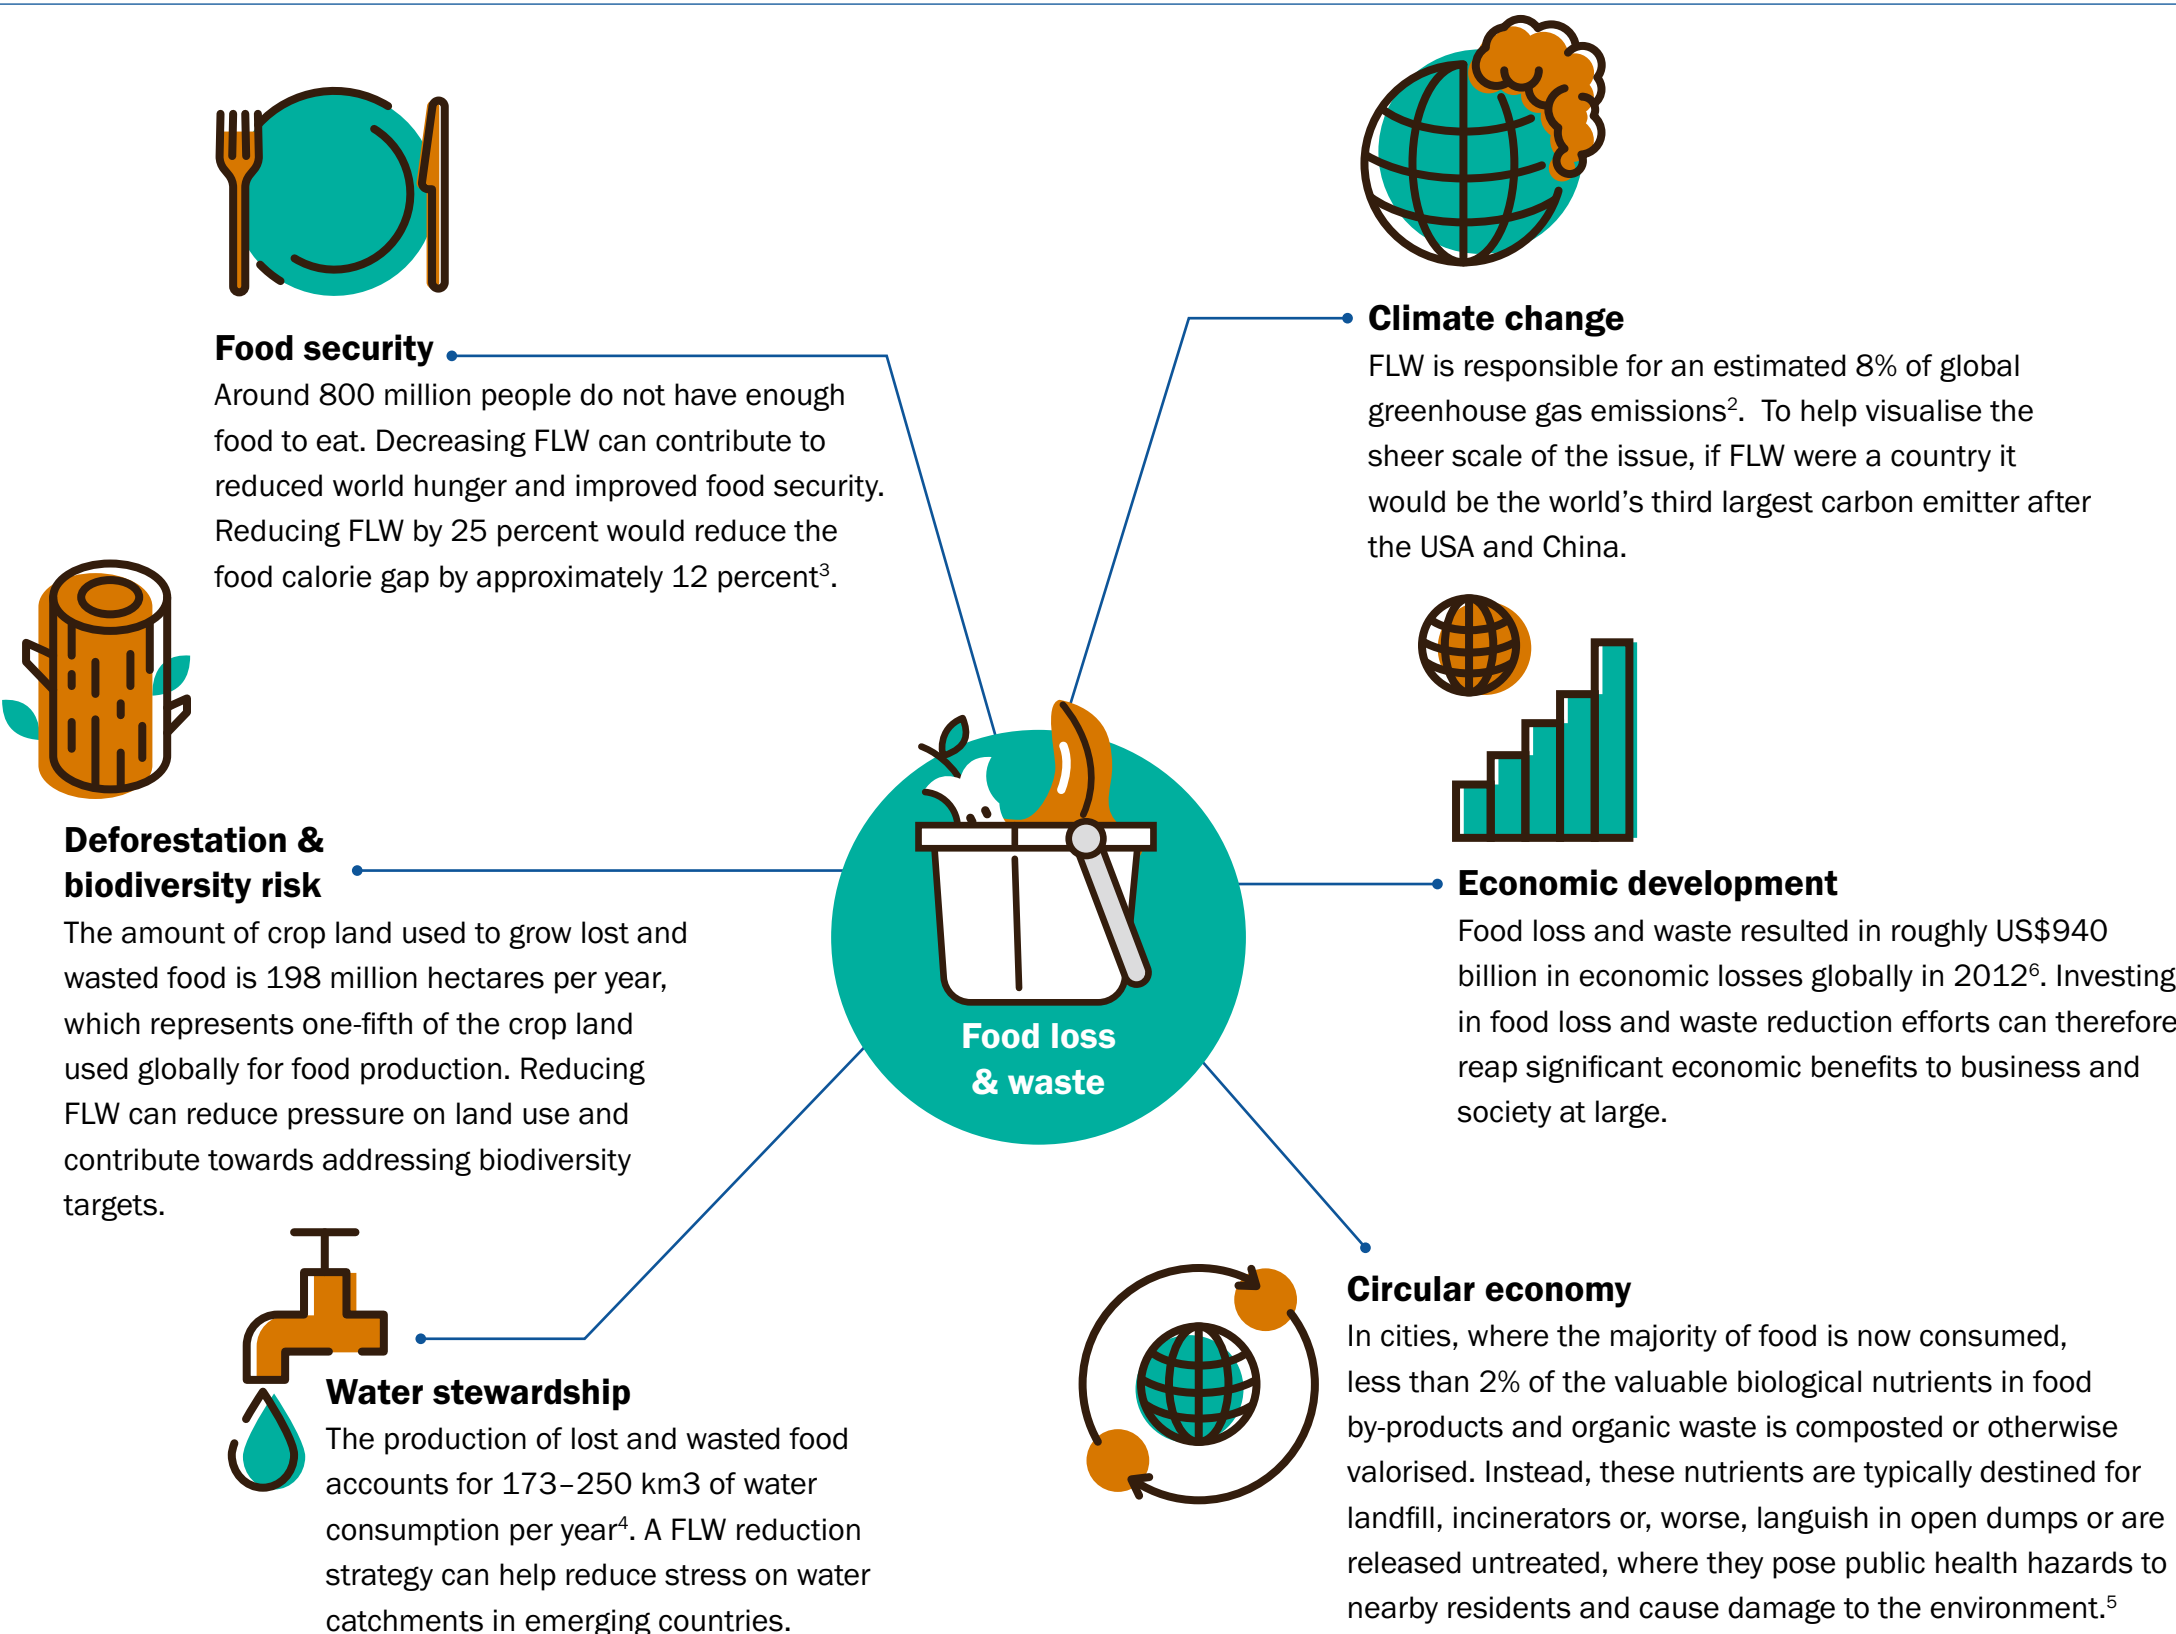 Food security
Around 800 million people do not have enough
food to eat. Decreasing FLW can contribute to
reduced world hunger and improved food security.
Reducing FLW by 25 percent would reduce the
food calorie gap by approximately 12 percent³.
Climate change
FLW is responsible for an estimated 8% of global
greenhouse gas emissions².  To help visualise the
sheer scale of the issue, if FLW were a country it
would be the world’s third largest carbon emitter after
the USA and China.
Deforestation &
biodiversity risk
The amount of crop land used to grow lost and
wasted food is 198 million hectares per year,
which represents one-fifth of the crop land
used globally for food production. Reducing
FLW can reduce pressure on land use and
contribute towards addressing biodiversity
targets.
Food loss
& waste
Economic development
Food loss and waste resulted in roughly US$940
billion in economic losses globally in 2012⁶. Investing
in food loss and waste reduction efforts can therefore
reap significant economic benefits to business and
society at large.
Water stewardship
The production of lost and wasted food
accounts for 173–250 km3 of water
consumption per year⁴. A FLW reduction
strategy can help reduce stress on water
catchments in emerging countries.
Circular economy
In cities, where the majority of food is now consumed,
less than 2% of the valuable biological nutrients in food
by-products and organic waste is composted or otherwise
valorised. Instead, these nutrients are typically destined for
landfill, incinerators or, worse, languish in open dumps or are
released untreated, where they pose public health hazards to
nearby residents and cause damage to the environment.⁵